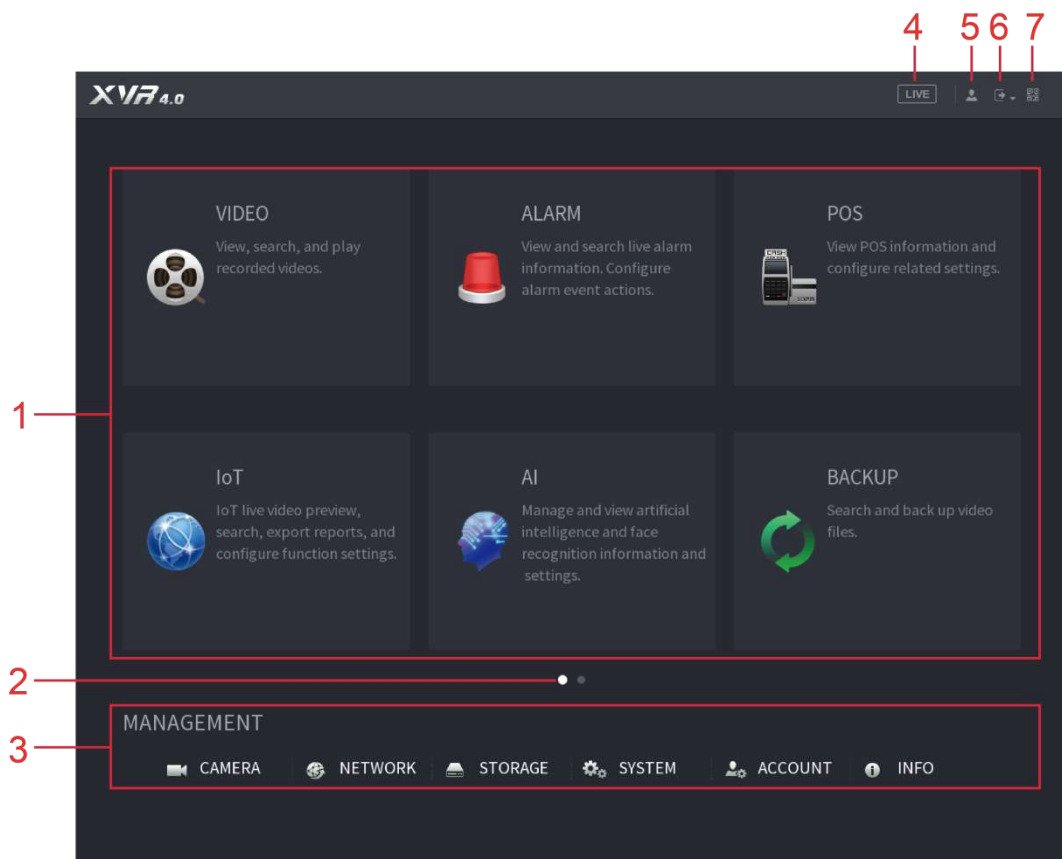 4 5 6 7
XVR 4.0
LIVE
1
VIDEO
View, search, and play
recorded videos.
ALARM
View and search live alarm
information. Configure
alarm event actions.
POS
View POS information and
configure related settings.
IoT
IoT live video preview,
search, export reports, and
configure function settings.
AI
Manage and view artificial
intelligence and face
recognition information and
settings.
BACKUP
Search and back up video
files.
2
3
MANAGEMENT
CAMERA NETWORK STORAGE SYSTEM ACCOUNT INFO